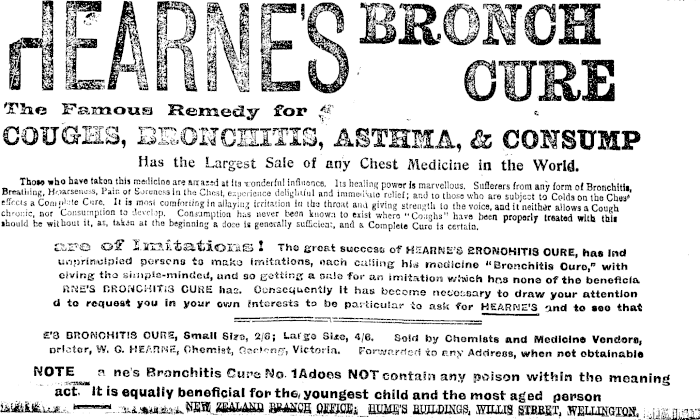 HEARNE'S BRONCH
CURE
The Famous Remedy for
COUGHS, BRONCHITIS, ASTHMA, & CONSUMP
Has the Largest Sale of any Chest Medicine in the World.
Those who have taken this medicine are amazed at its wonderful influence. Its healing power is marvellous. Sufferers from any form of Bronchitis,
Breathing, Hoarseness, Pain or Soreness in the Chest, experience delightful and immediate relief; and to those who are subject to Colds on the Ches
effects a Complete Cure. It is most comforting in allaying irritation in the throat and giving strength to the voice, and it neither allows a Cough
chronic, nor Consumption to develop. Consumption has never been known to exist where "Coughs" have been properly treated with this
should be without it, as, taken at the beginning a dose is generally sufficient, and a Complete Cure is certain.
are of Imitations! The great success of HEARNE'S BRONCHITIS CURE, has ind
unprincipled persons to make imitations, each calling his medicine "Bronchitis Cure," with
eiving the simple-minded, and so getting a sale for an imitation which has none of the beneficia
RNE'S BRONCHITIS CURE has. Consequently it has become necessary to draw your attention
d to request you in your own interests to be particular to ask for HEARNE'S and to see that
E'S BRONCHITIS CURE, Small Size, 2/6; Large Size, 4/6. Sold by Chemists and Medicine Vendors,
prietor, W. G. HEARNE, Chemist, Geelong, Victoria. Forwarded to any Address, when not obtainable
NOTE ne's Bronchitis Cure No. 1A does NOT contain any poison within the meaning
act. it is equally beneficial for the youngest child and the most aged person
NEW ZEALAND BRANCH OFFICE: HUME'S BUILDINGS, WILLIS STREET, WELLINGTON.